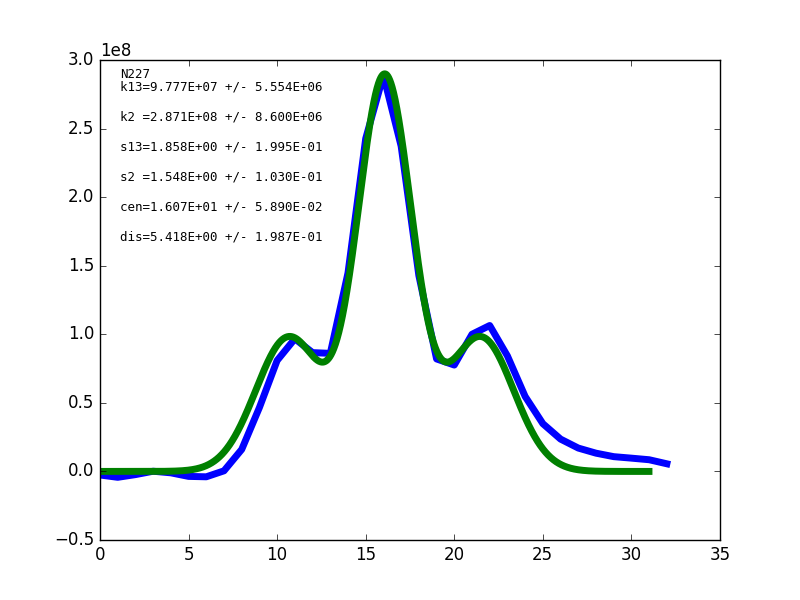 1e8
3.0
N227
k13=9.777E+07 +/- 5.554E+06
k2 =2.871E+08 +/- 8.600E+06
2.5
s13=1.858E+00 +/- 1.995E-01
s2 =1.548E+00 +/- 1.030E-01
2.0
cen=1.607E+01 +/- 5.890E-02
dis=5.418E+00 +/- 1.987E-01
1.5
1.0
0.5
0.0
−0.5
0 5 10 15 20 25 30 35